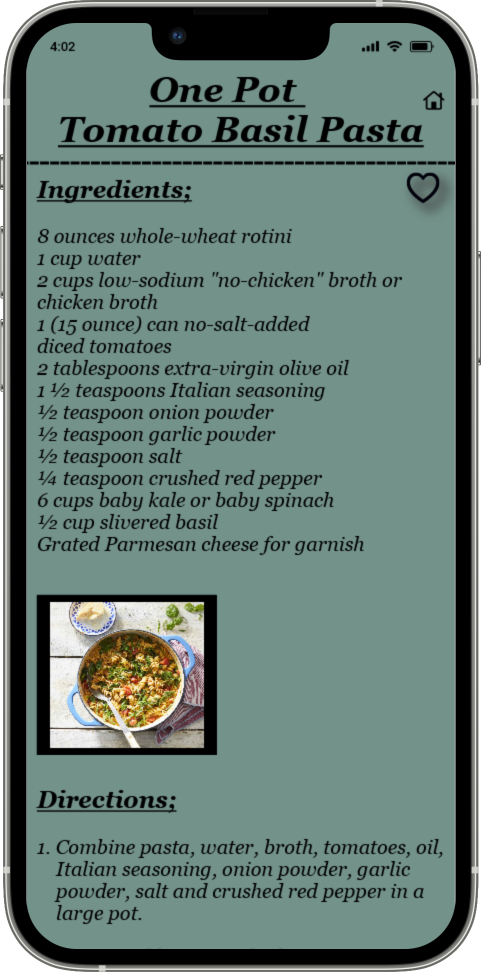 4:02
One Pot
Tomato Basil Pasta
Ingredients;
8 ounces whole-wheat rotini
1 cup water
2 cups low-sodium "no-chicken" broth or
chicken broth
1 (15 ounce) can no-salt-added
diced tomatoes
2 tablespoons extra-virgin olive oil
1 ½ teaspoons Italian seasoning
½ teaspoon onion powder
½ teaspoon garlic powder
½ teaspoon salt
¼ teaspoon crushed red pepper
6 cups baby kale or baby spinach
½ cup slivered basil
Grated Parmesan cheese for garnish
Directions;
1. Combine pasta, water, broth, tomatoes, oil,
Italian seasoning, onion powder, garlic
powder, salt and crushed red pepper in a
large pot.